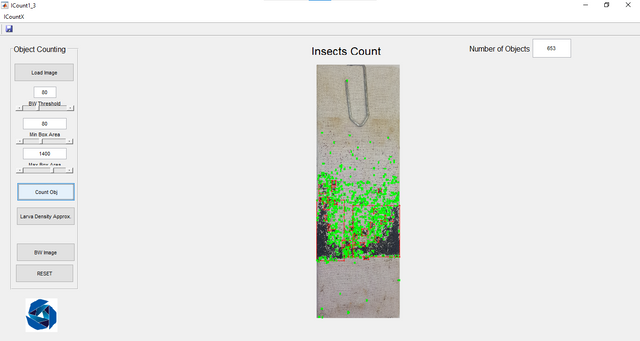 ICount1_3
ICountX
Object Counting
Insects Count
Number of Objects
653
Load Image
80
BW Threshold
80
Min Box Area
1400
Max Box Area
Count Obj
Larva Density Approx.
BW Image
RESET